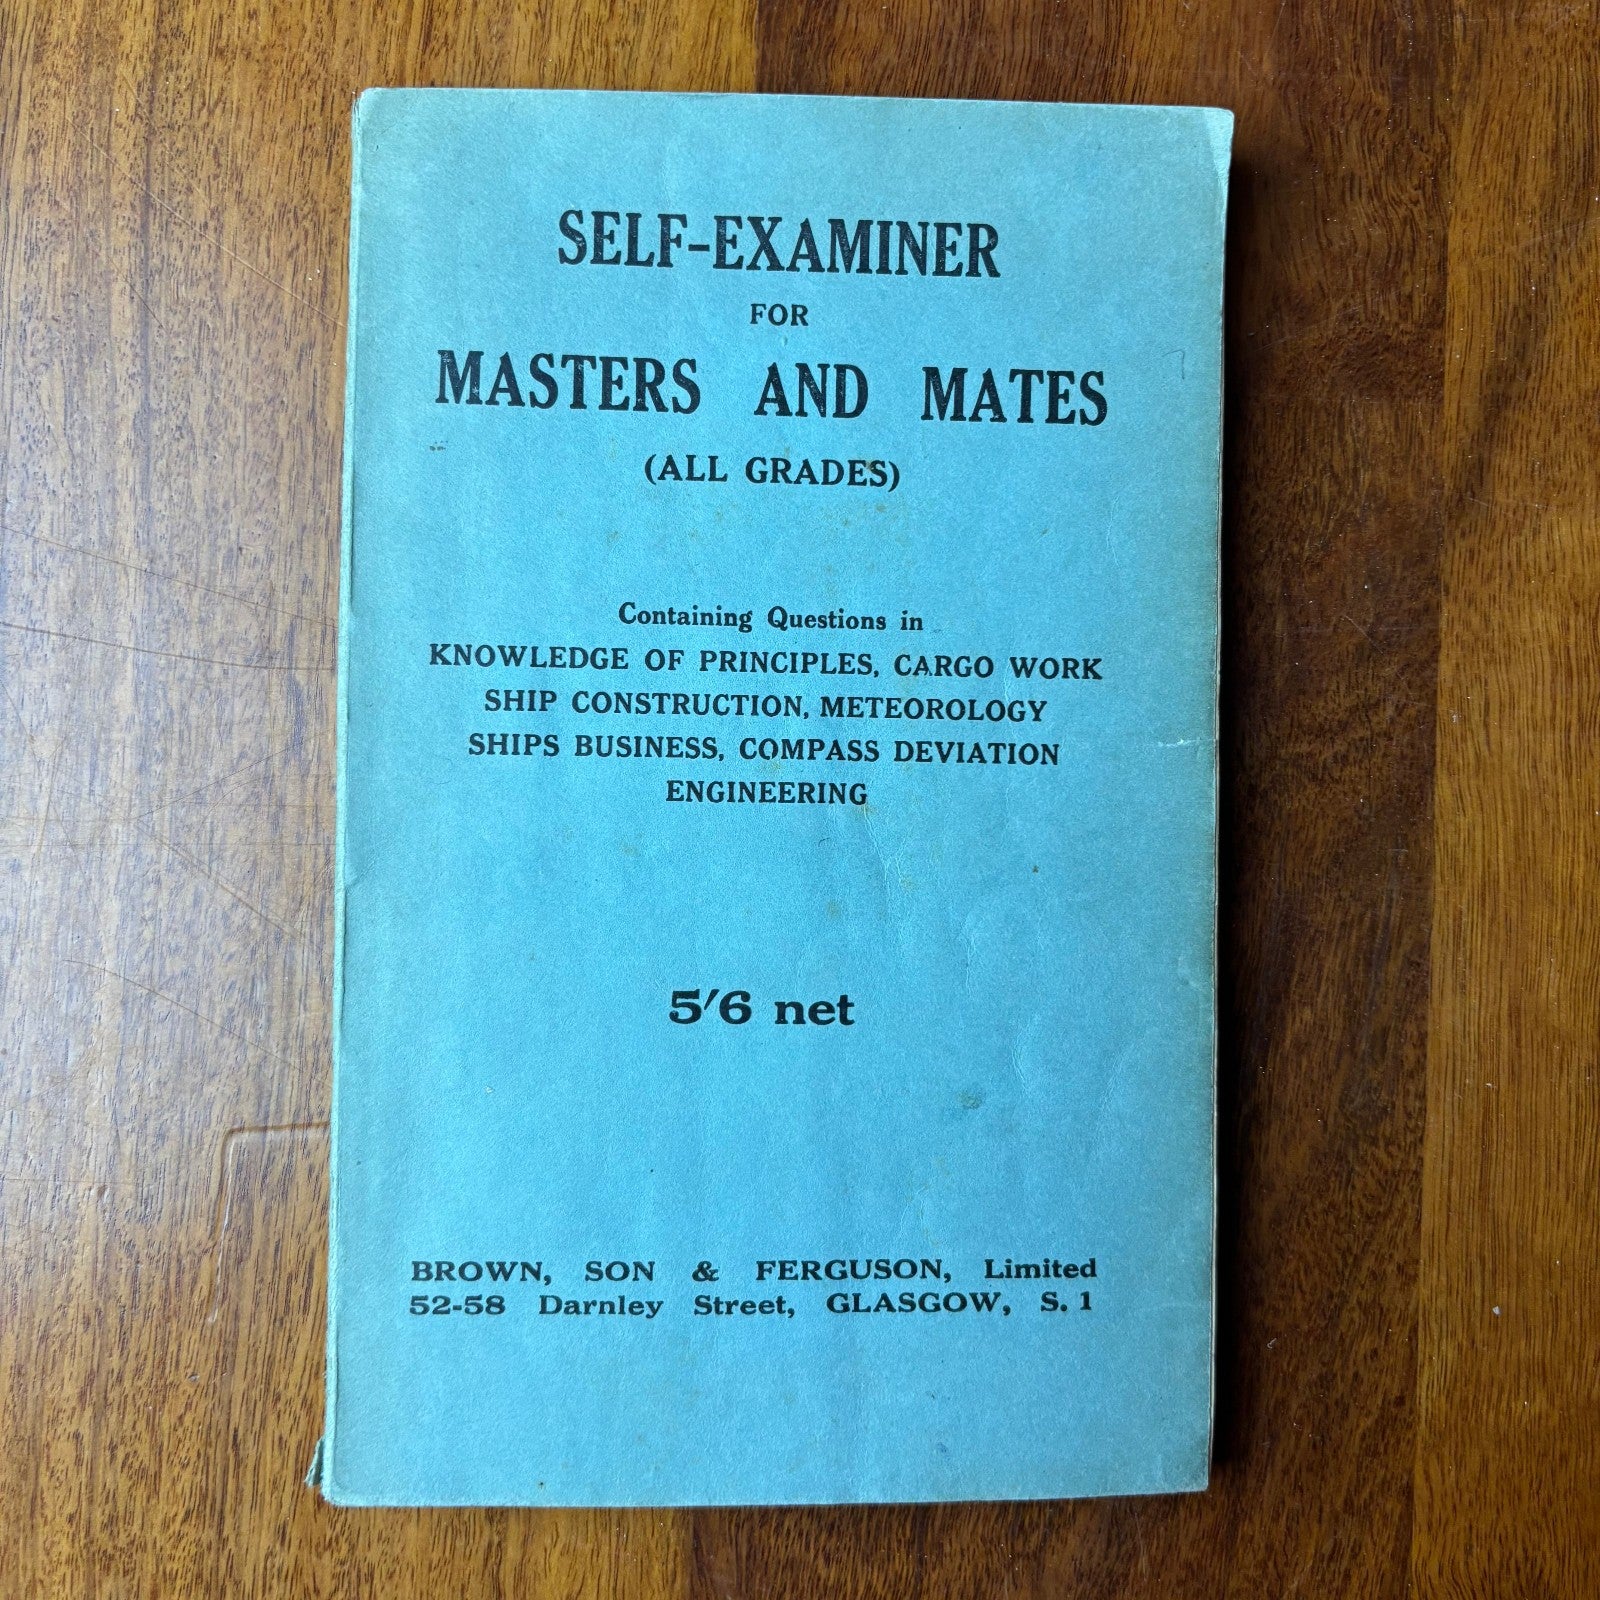 SELF-EXAMINER
FOR
MASTERS AND MATES
(ALL GRADES)
Containing Questions in
KNOWLEDGE OF PRINCIPLES, CARGO WORK
SHIP CONSTRUCTION, METEOROLOGY
SHIPS BUSINESS, COMPASS DEVIATION
ENGINEERING
5′6 net
BROWN, SON & FERGUSON, Limited
52-58 Darnley Street, GLASGOW, S. 1